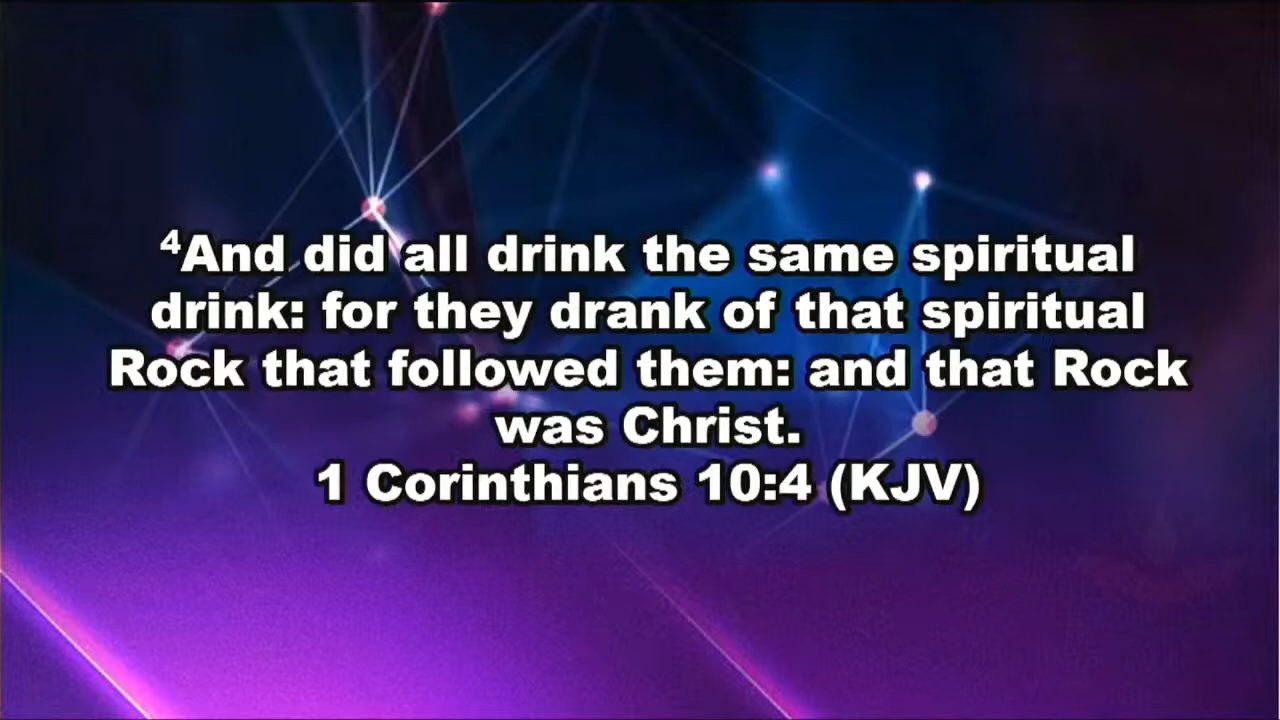 ⁴And did all drink the same spiritual
drink: for they drank of that spiritual
Rock that followed them: and that Rock
was Christ.
1 Corinthians 10:4 (KJV)